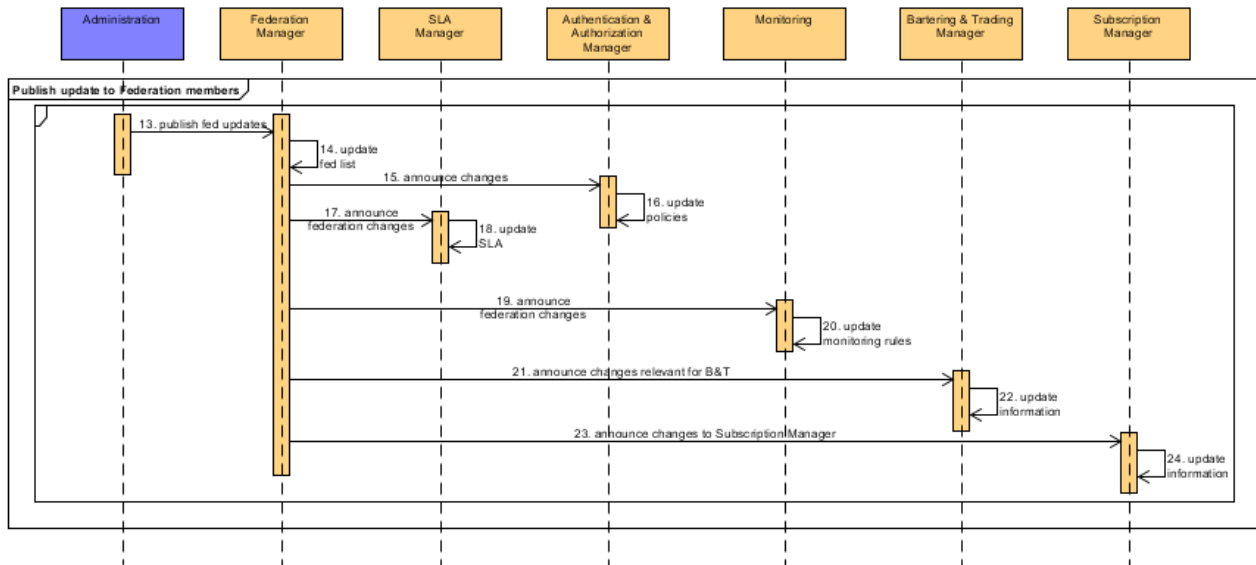 Administration
Federation
Manager
SLA
Manager
Authentication &
Authorization
Manager
Monitoring
Bartering & Trading
Manager
Subscription
Manager
Publish update to Federation members
13. publish fed updates
14. update
fed list
15. announce changes
16. update
policies
17. announce
federation changes
18. update
SLA
19. announce
federation changes
20. update
monitoring rules
21. announce changes relevant for B&T
22. update
information
23. announce changes to Subscription Manager
24. update
information